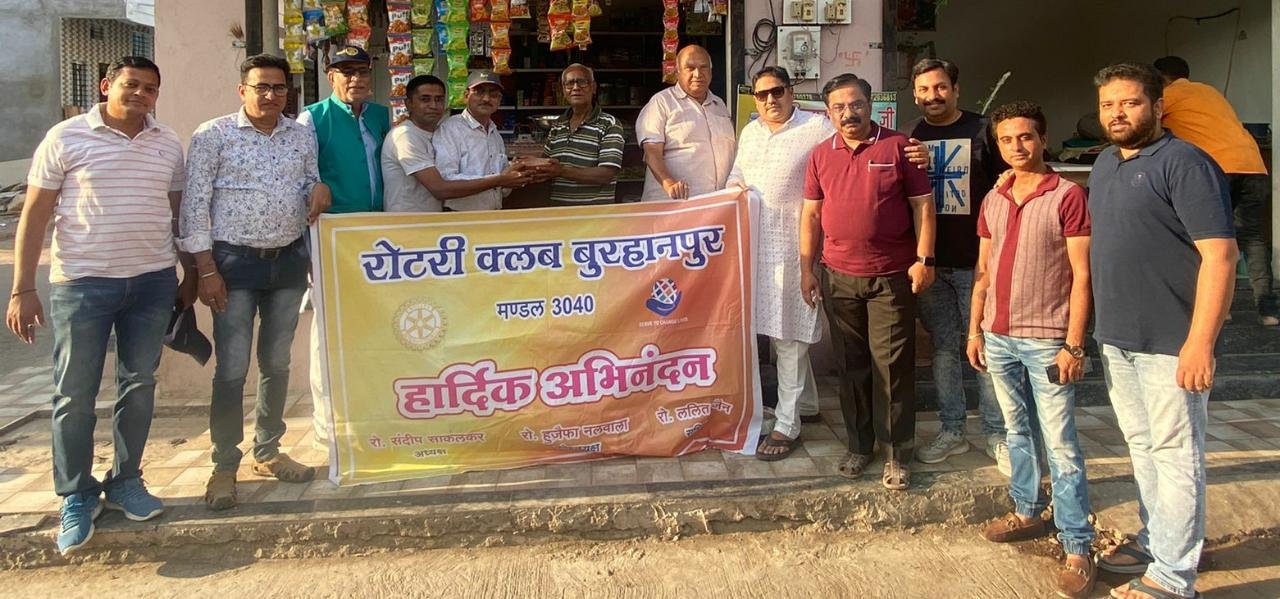 रोटरी क्लब बुरहानपुर
मण्डल 3040
SERVE TO CHANGE LIVES
हार्दिक अभिनंदन
रो. संदीप साकलकर
अध्यक्ष
रो. हुज़ैफा नलवाला
रो. ललित जैन